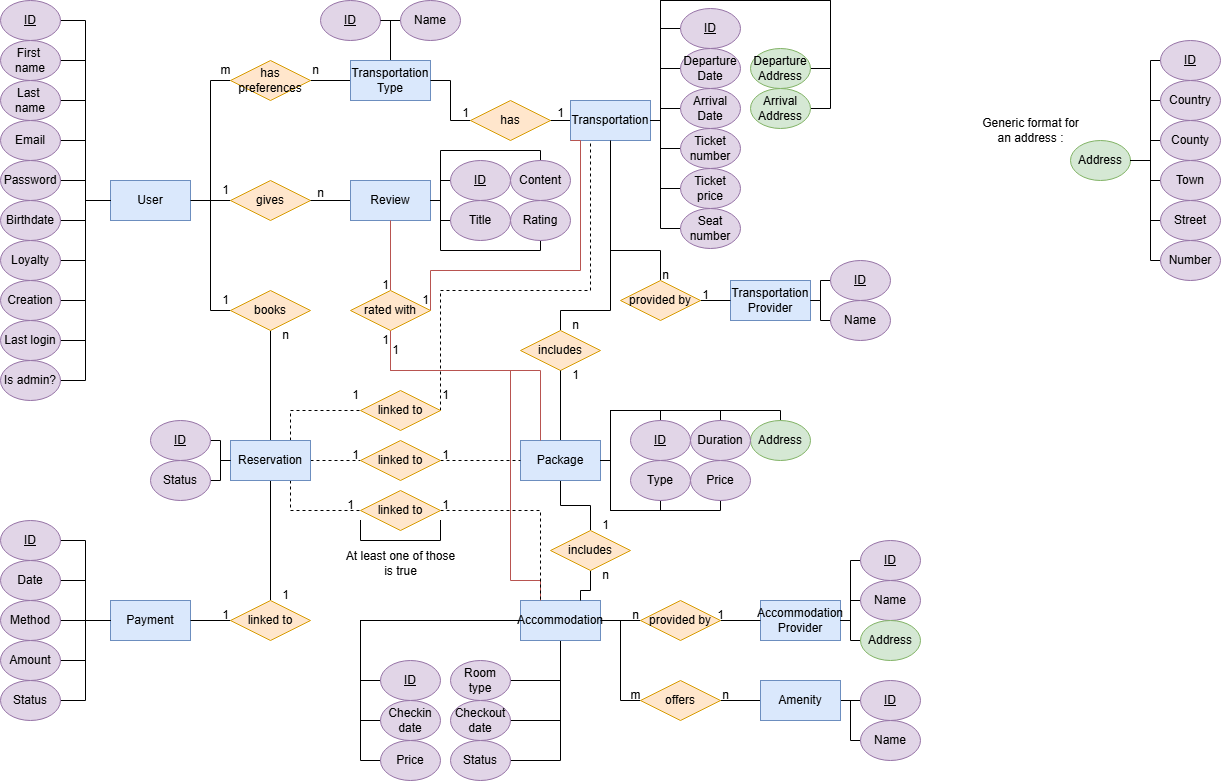 ID
First
name
Last
name
Email
Password
Birthdate
Loyalty
Creation
Last login
Is admin?
User
m
has
preferences
n
1
gives
n
1
books
n
ID
Name
Transportation
Type
1
has
1
Transportation
ID
Departure
Date
Arrival
Date
Ticket
number
Ticket
price
Seat
number
Departure
Address
Arrival
Address
Generic format for
an address :
Address
ID
Country
County
Town
Street
Number
Review
ID
Content
Title
Rating
1
rated with
1
1
1
n
provided by
1
Transportation
Provider
ID
Name
n
includes
1
1
linked to
1
1
linked to
1
1
linked to
1
At least one of those
is true
ID
Status
Reservation
Package
ID
Duration
Address
Type
Price
1
includes
n
ID
Date
Method
Amount
Status
Payment
1
linked to
1
Accommodation
n
provided by
1
Accommodation
Provider
ID
Name
Address
m
offers
n
Amenity
ID
Name
ID
Room
type
Checkin
date
Checkout
date
Price
Status